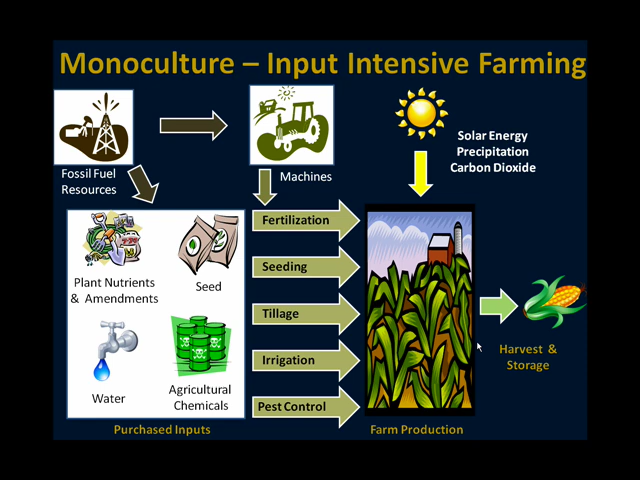 Monoculture – Input Intensive Farming
Fossil Fuel
Resources
Machines
Solar Energy
Precipitation
Carbon Dioxide
Plant Nutrients
& Amendments
Seed
Water
Agricultural
Chemicals
Fertilization
Seeding
Tillage
Irrigation
Pest Control
Harvest &
Storage
Purchased Inputs
Farm Production